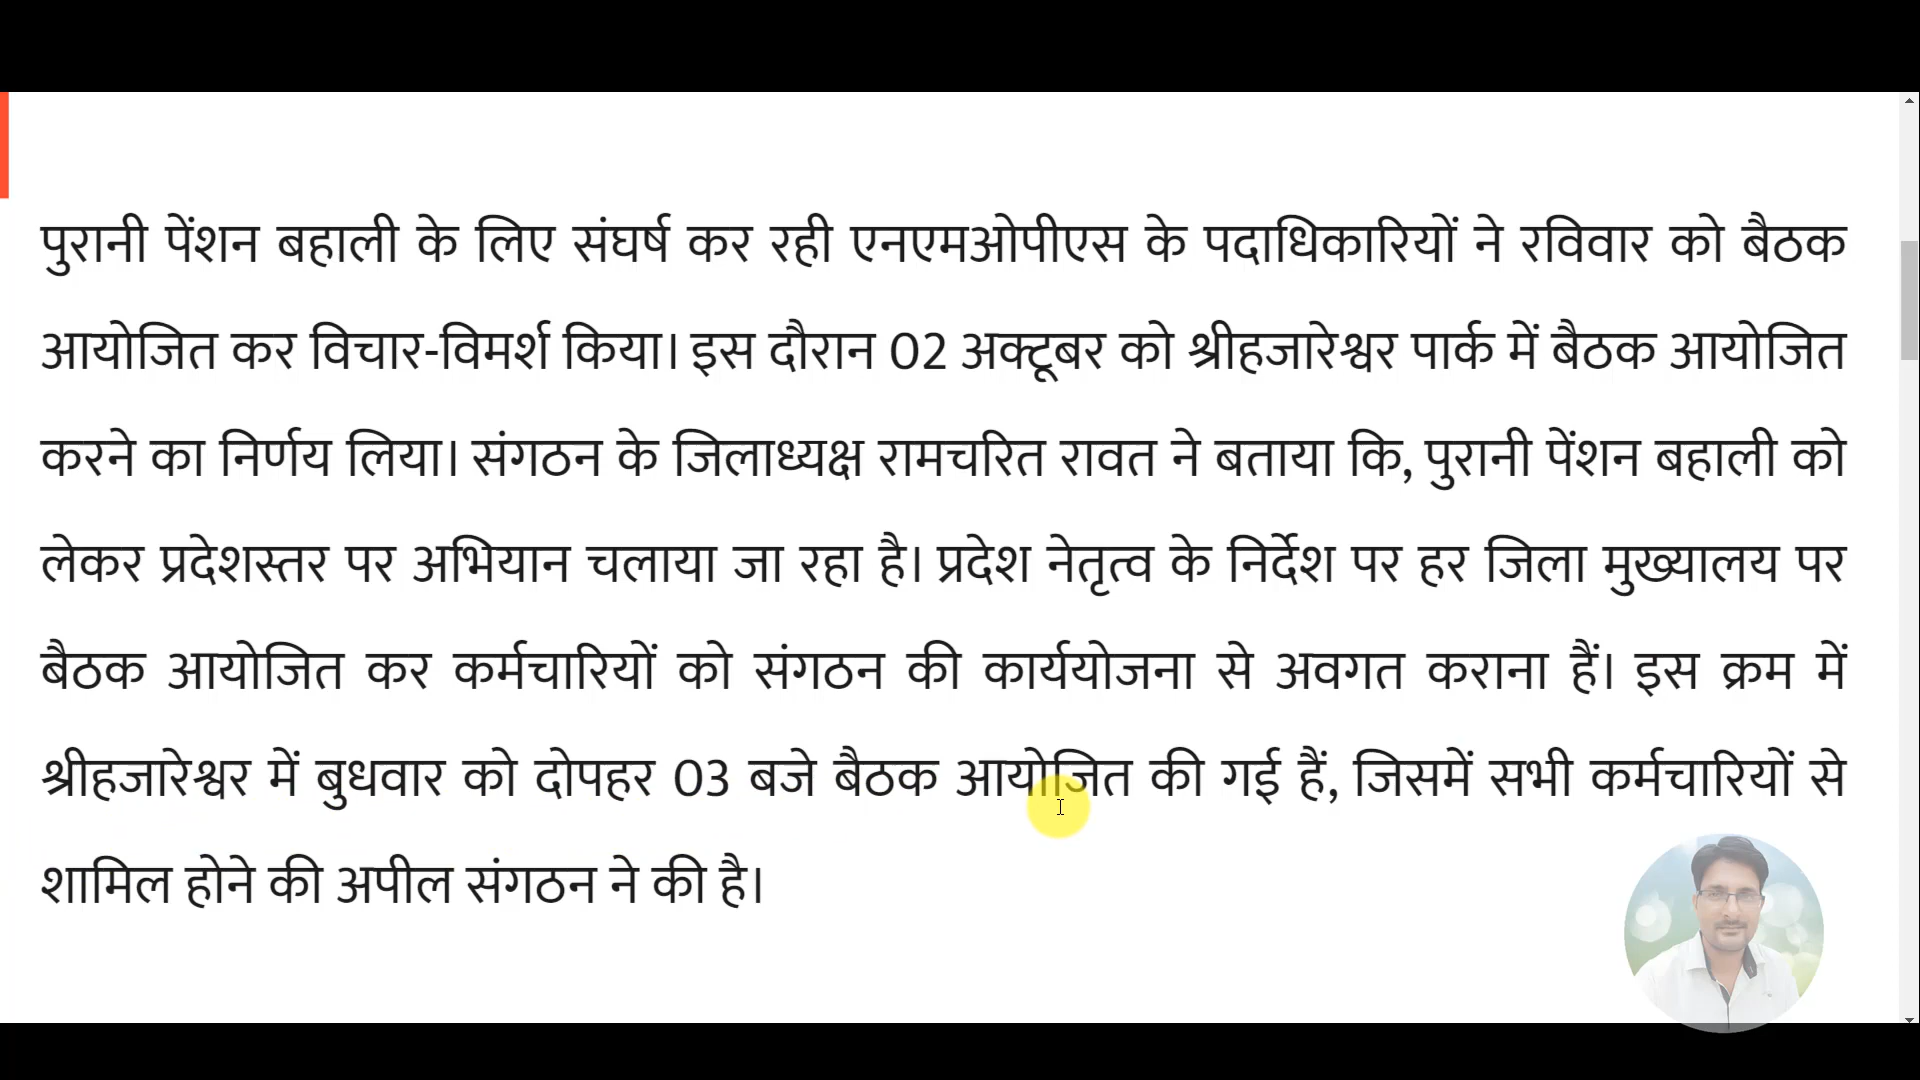 पुरानी पेंशन बहाली के लिए संघर्ष कर रही एनएमओपीएस के पदाधिकारियों ने रविवार को बैठक
आयोजित कर विचार-विमर्श किया। इस दौरान 02 अक्टूबर को श्रीहजारेश्वर पार्क में बैठक आयोजित
करने का निर्णय लिया। संगठन के जिलाध्यक्ष रामचरित रावत ने बताया कि, पुरानी पेंशन बहाली को
लेकर प्रदेशस्तर पर अभियान चलाया जा रहा है। प्रदेश नेतृत्व के निर्देश पर हर जिला मुख्यालय पर
बैठक आयोजित कर कर्मचारियों को संगठन की कार्ययोजना से अवगत कराना हैं। इस क्रम में
श्रीहजारेश्वर में बुधवार को दोपहर 03 बजे बैठक आयोजित की गई हैं, जिसमें सभी कर्मचारियों से
शामिल होने की अपील संगठन ने की है।